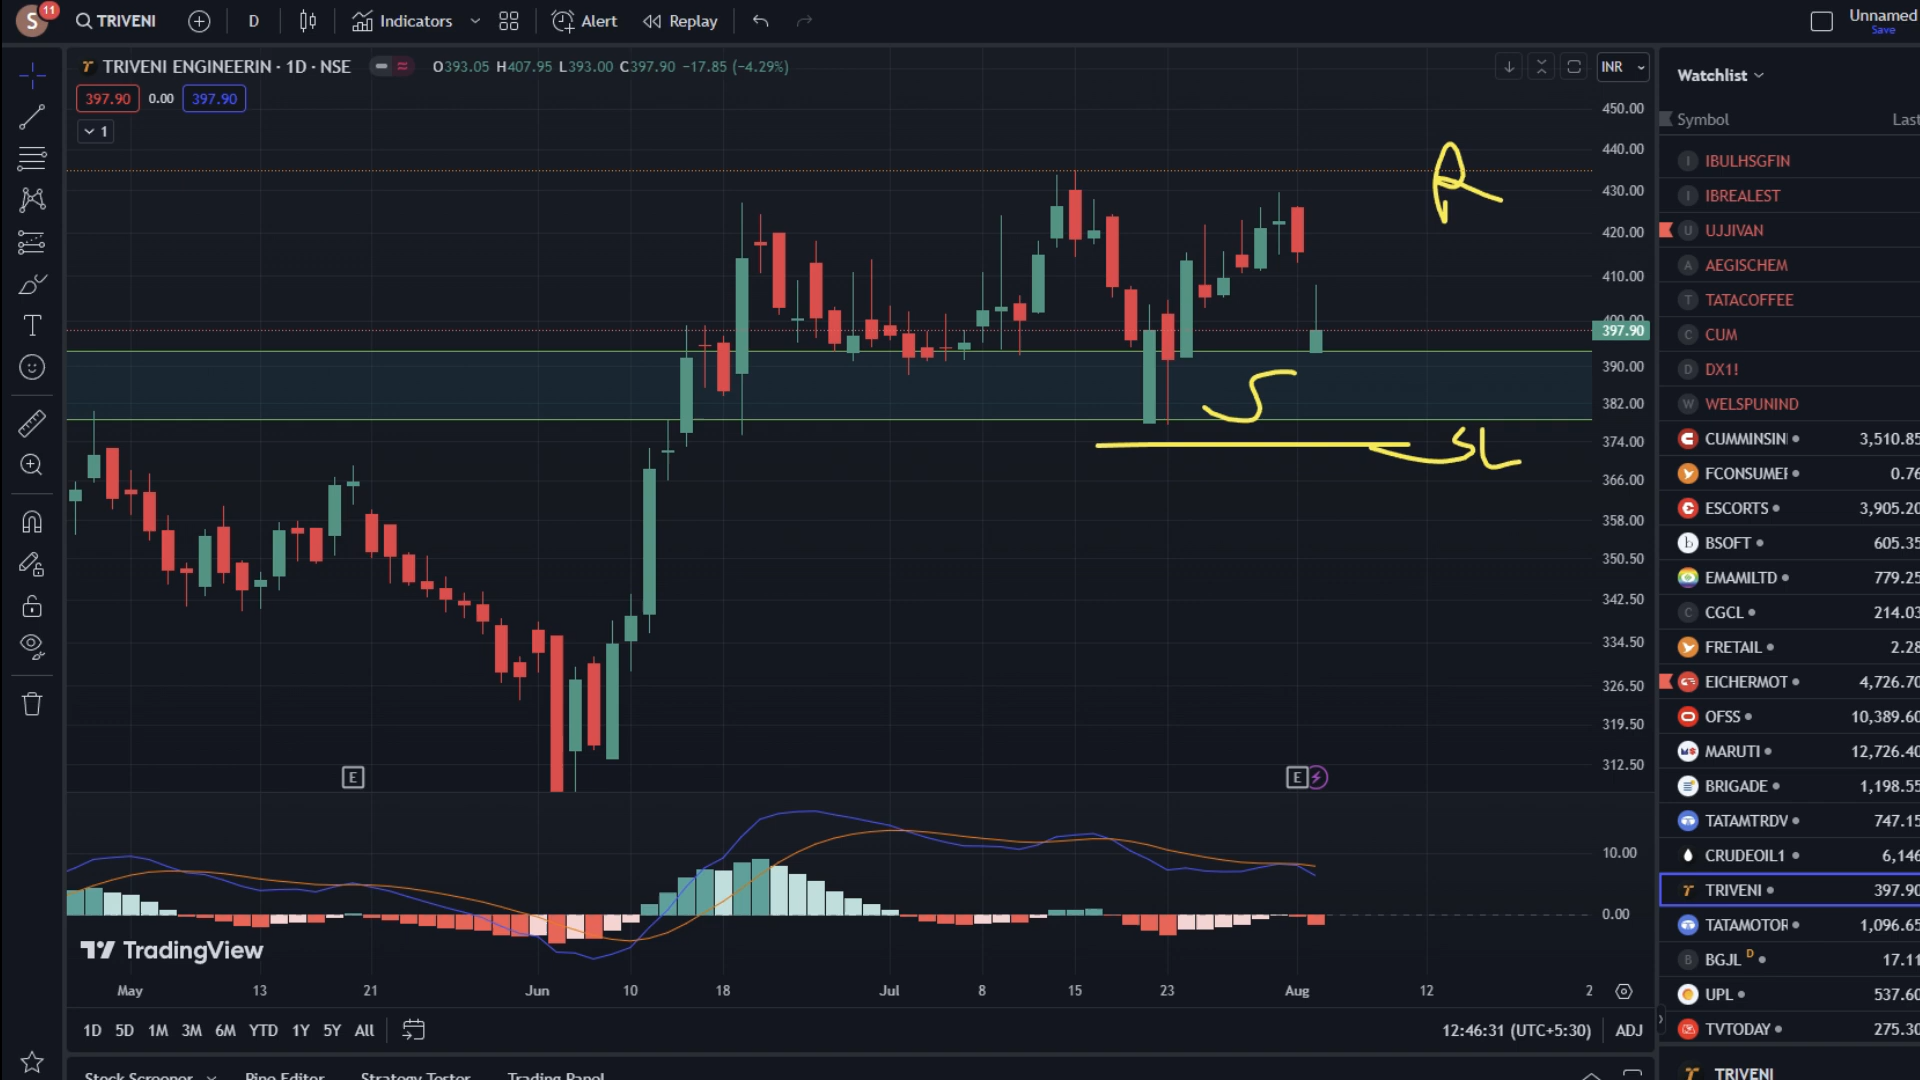 S 11 TRIVENI D Indicators Alert Replay Unnamed
Save
TRIVENI ENGINEERIN · 1D · NSE O393.05 H407.95 L393.00 C397.90 −17.85 (−4.29%) INR
397.90 0.00 397.90
1
450.00
440.00
430.00
420.00
410.00
400.00
397.90
390.00
382.00
374.00
366.00
358.00
350.50
342.50
334.50
326.50
319.50
312.50
R
S
SL
E E
10.00
0.00
TradingView
May 13 21 Jun 10 18 Jul 8 15 23 Aug 12 2
1D 5D 1M 3M 6M YTD 1Y 5Y All 12:46:31 (UTC+5:30) ADJ
Stock Screener Pine Editor Strategy Tester Trading Panel
Watchlist
Symbol Last
I IBULHSGFIN
I IBREALEST
U UJJIVAN
A AEGISCHEM
T TATACOFFEE
C CUM
D DX1!
W WELSPUNIND
CUMMINSIN 3,510.85
FCONSUMER 0.76
ESCORTS 3,905.20
b BSOFT 605.35
EMAMILTD 779.25
C CGCL 214.03
FRETAIL 2.28
EICHERMOT 4,726.70
OFSS 10,389.60
MARUTI 12,726.40
BRIGADE 1,198.55
TATAMTRDV 747.15
CRUDEOIL1 6,146
TRIVENI 397.90
TATAMOTOR 1,096.65
B BGJL D 17.11
UPL 537.60
TVTODAY 275.30
TRIVENI